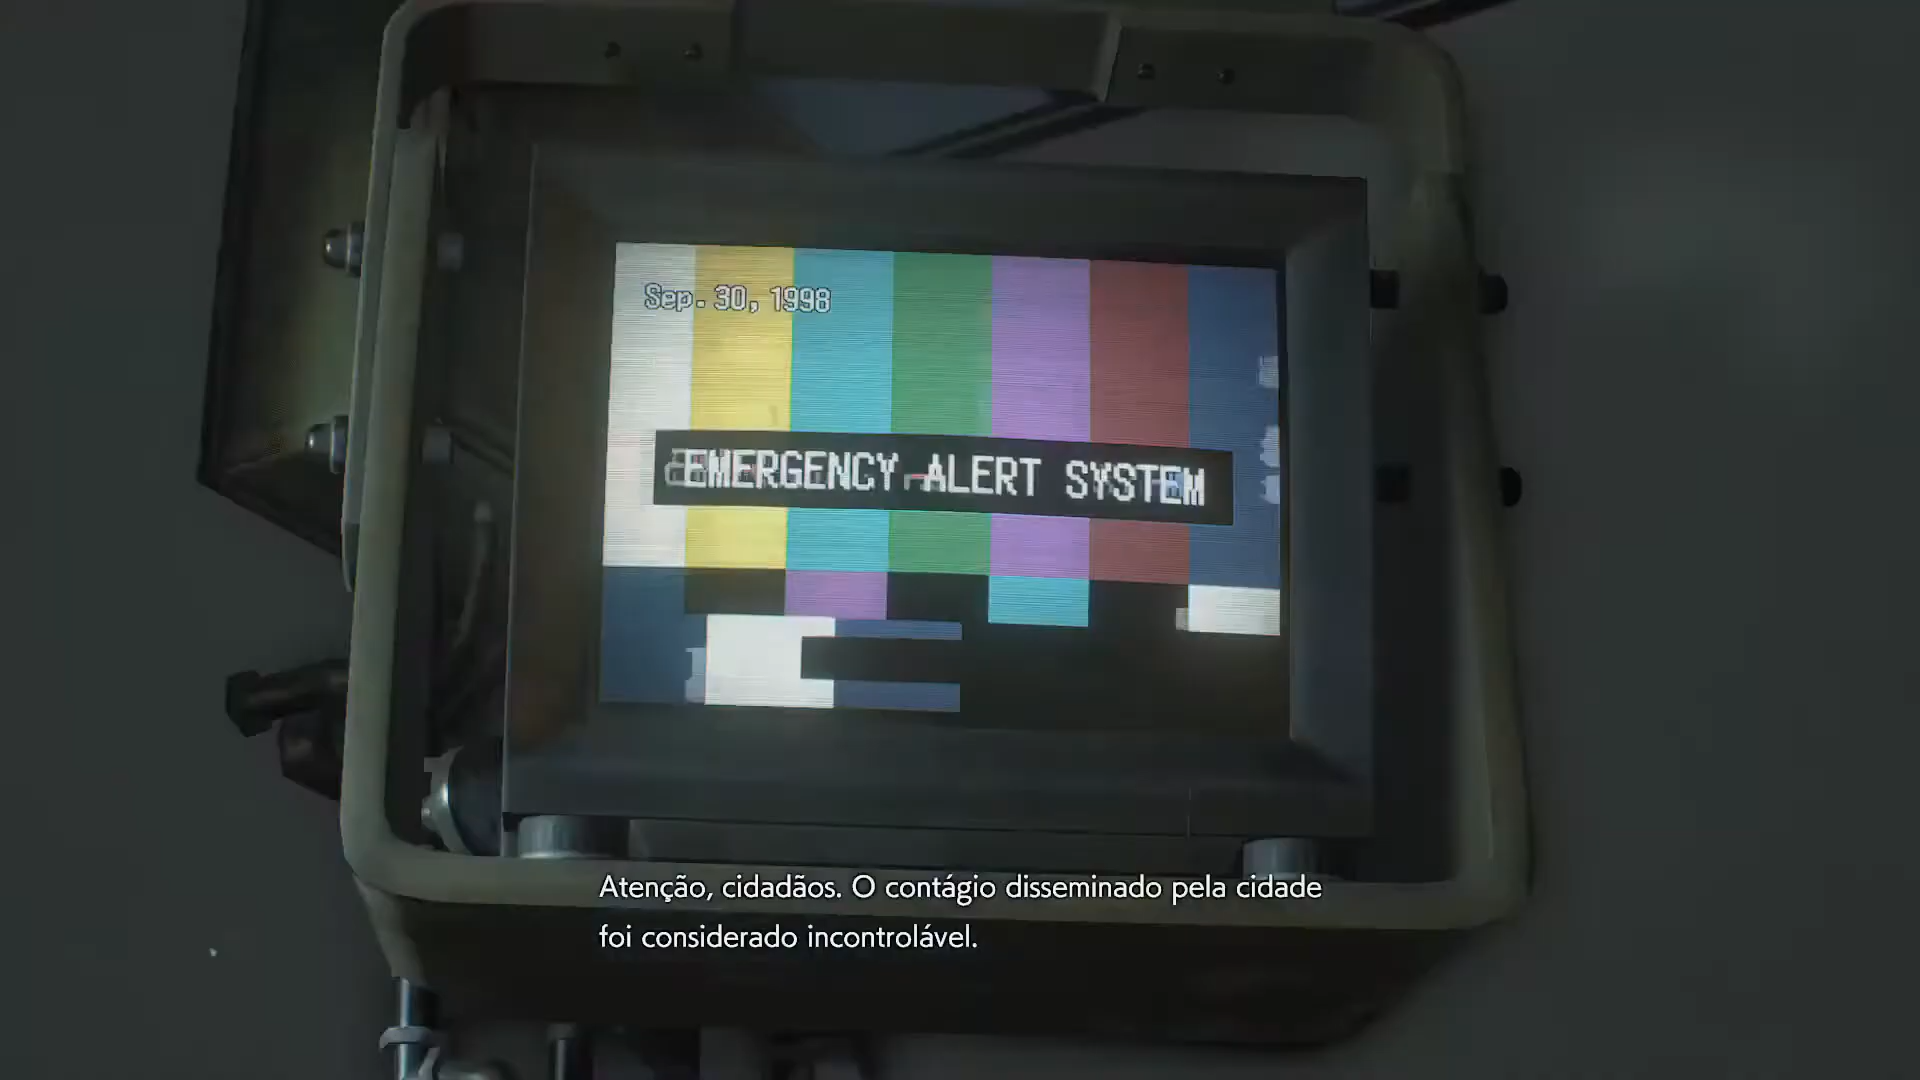 Sep. 30, 1998
EMERGENCY ALERT SYSTEM
Atenção, cidadãos. O contágio disseminado pela cidade
foi considerado incontrolável.